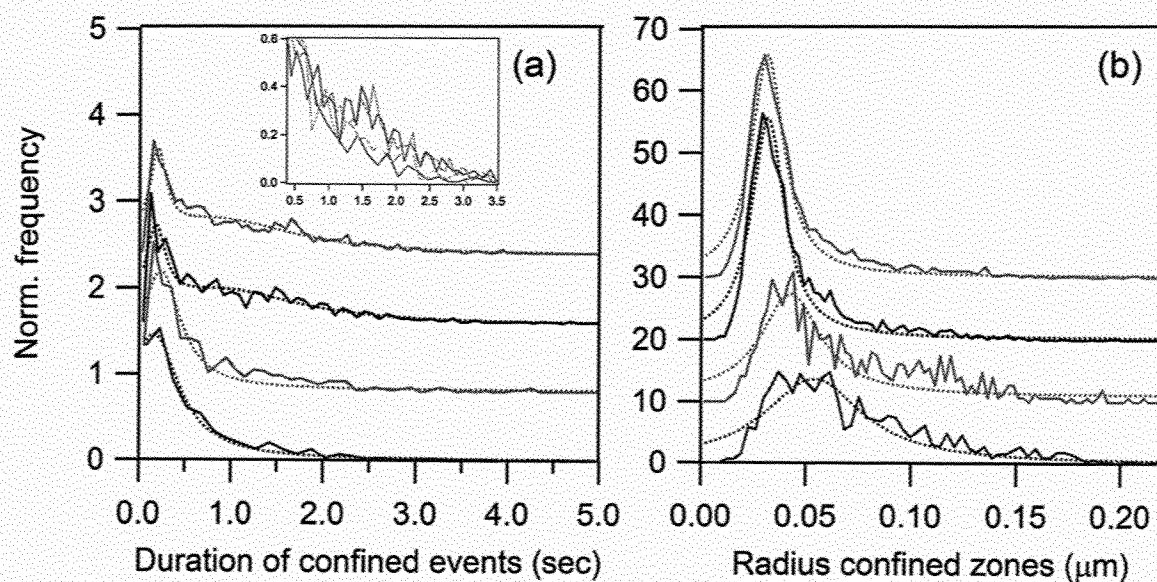 5
4
3
2
1
0
Norm. frequency
0.0 1.0 2.0 3.0 4.0 5.0
Duration of confined events (sec)
(a)
0.6
0.4
0.2
0.0
0.5 1.0 1.5 2.0 2.5 3.0 3.5
70
60
50
40
30
20
10
0
(b)
0.00 0.05 0.10 0.15 0.20
Radius confined zones (μm)